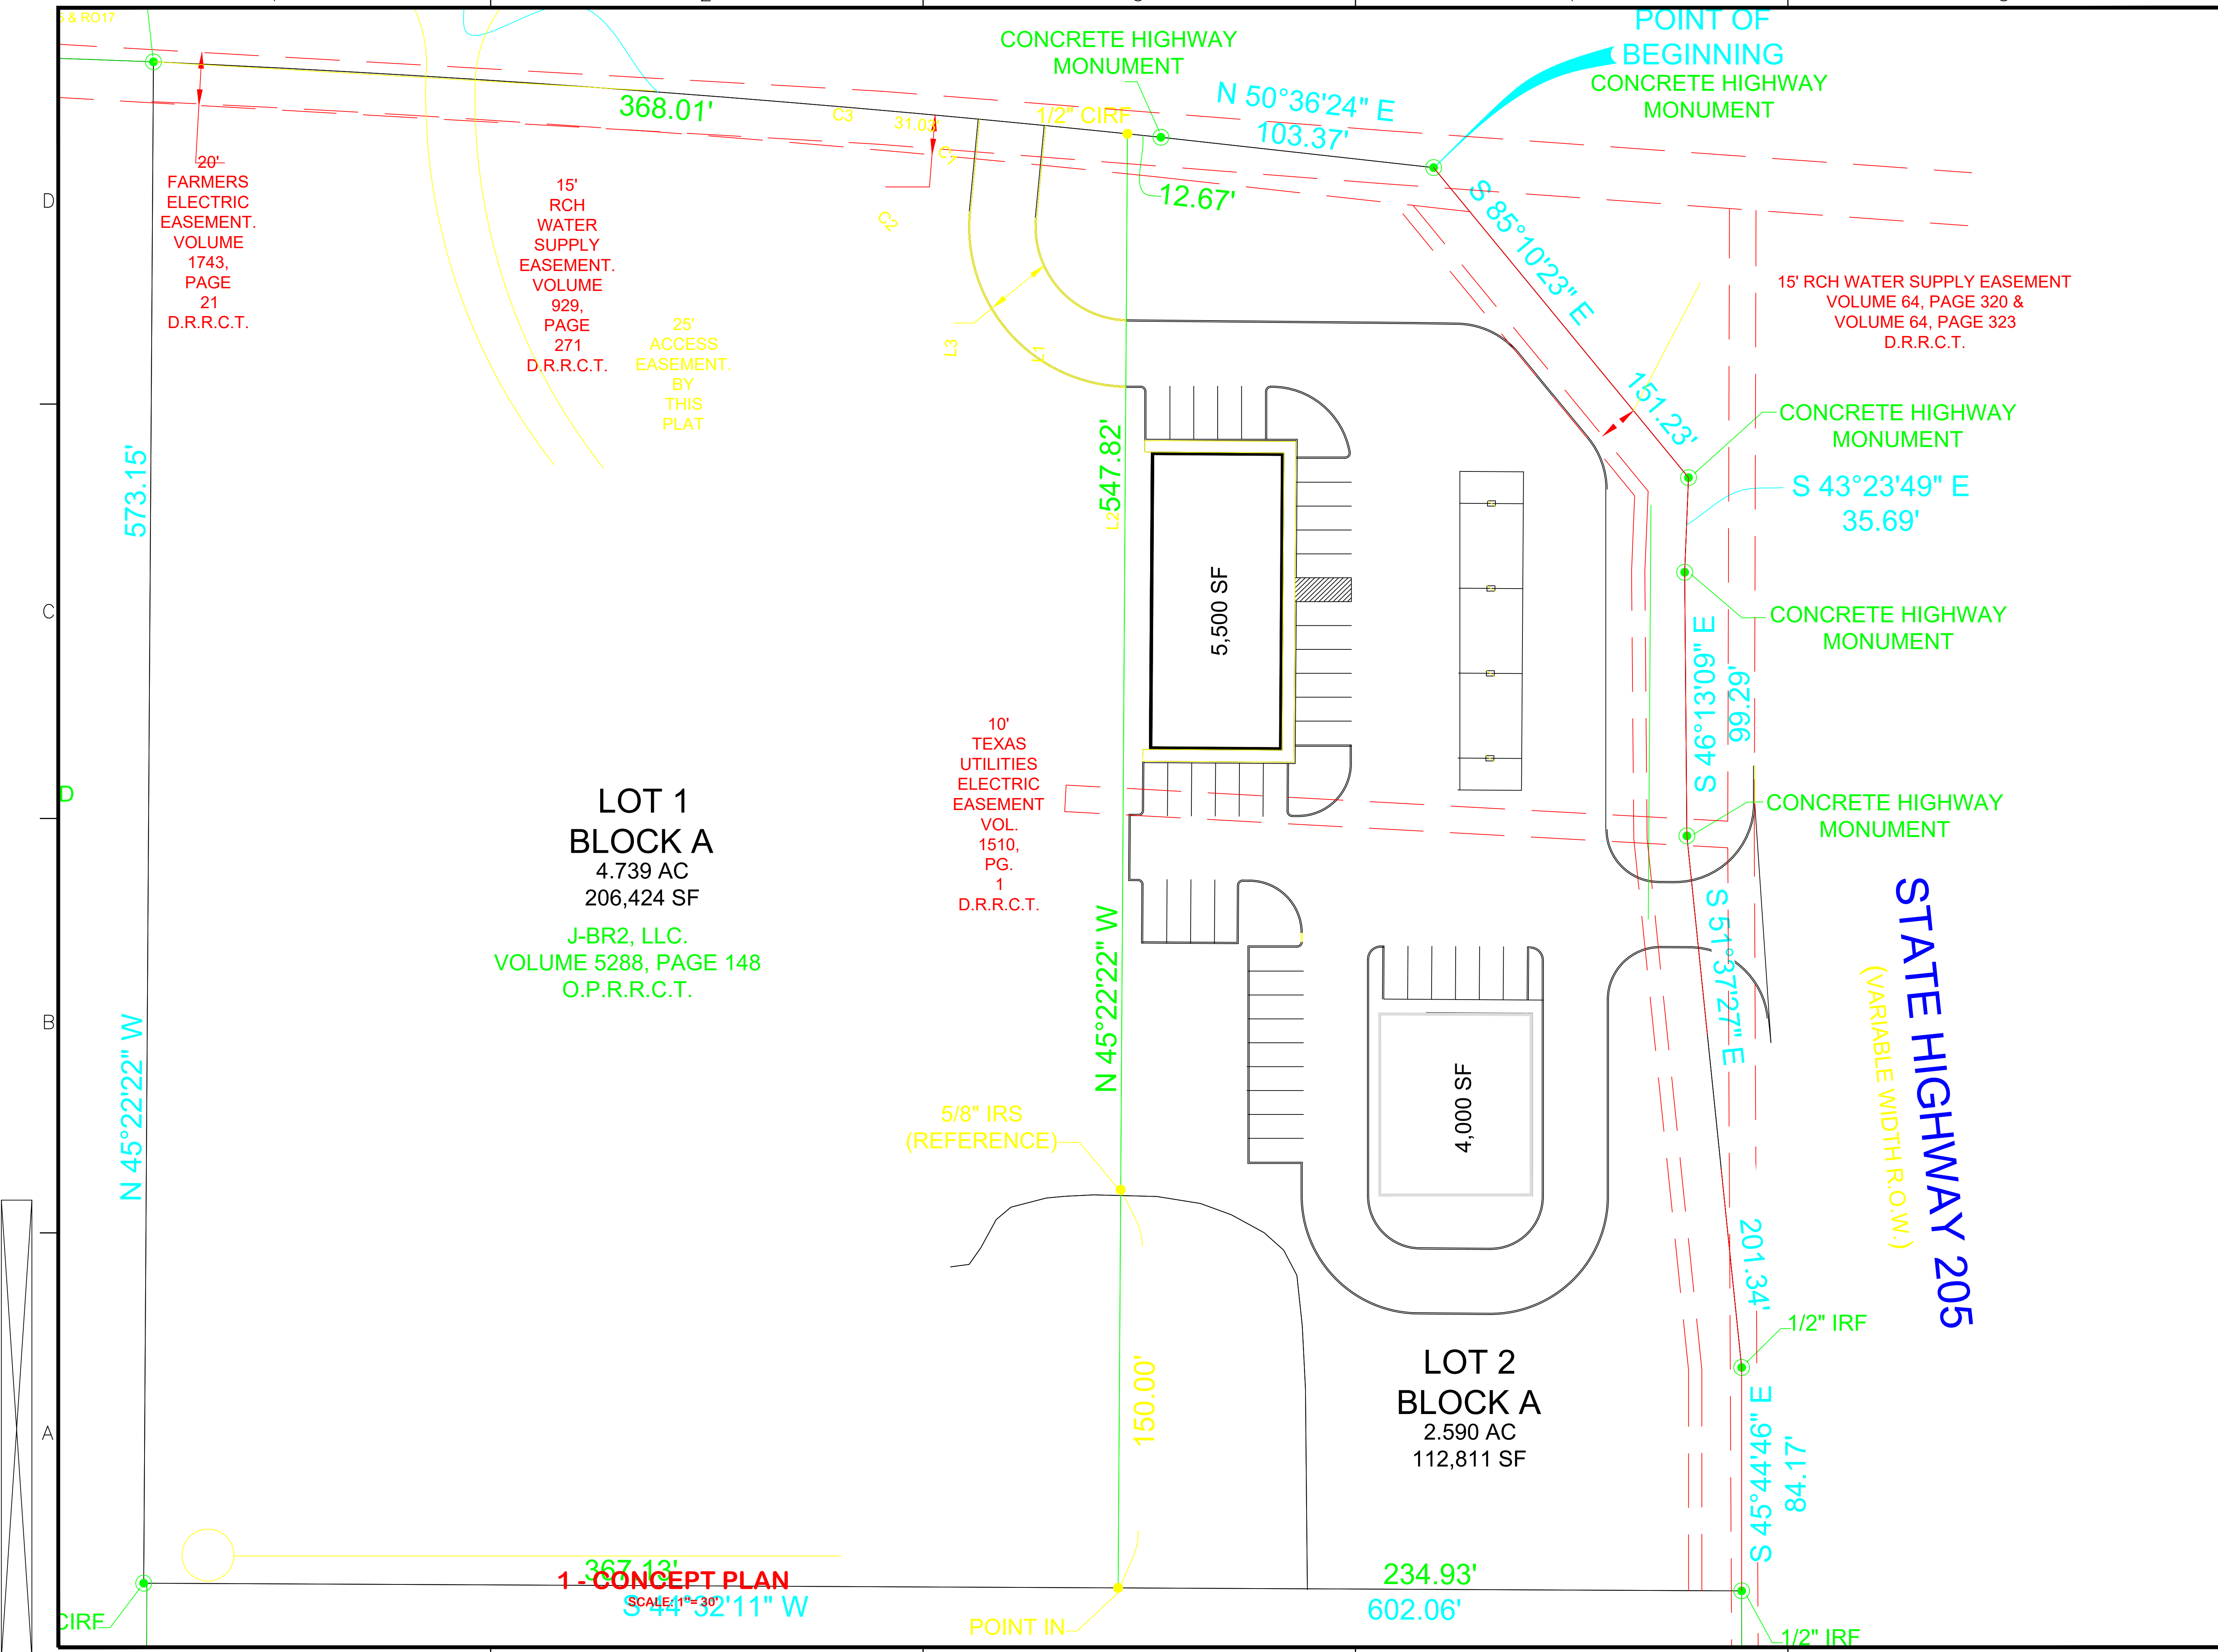 & RO17
CONCRETE HIGHWAY
MONUMENT
POINT OF
BEGINNING
CONCRETE HIGHWAY
MONUMENT
N 50°36'24" E
103.37'
368.01'
C3
31.03'
1/2" CIRF
C1
12.67'
C2
20'
FARMERS
ELECTRIC
EASEMENT.
VOLUME
1743,
PAGE
21
D.R.R.C.T.
15'
RCH
WATER
SUPPLY
EASEMENT.
VOLUME
929,
PAGE
271
D.R.R.C.T.
25'
ACCESS
EASEMENT.
BY
THIS
PLAT
L3
L1
S 85°10'23" E
151.23'
15' RCH WATER SUPPLY EASEMENT
VOLUME 64, PAGE 320 &
VOLUME 64, PAGE 323
D.R.R.C.T.
CONCRETE HIGHWAY
MONUMENT
S 43°23'49" E
35.69'
CONCRETE HIGHWAY
MONUMENT
573.15'
547.82'
L2
5,500 SF
S 46°13'09" E
99.29'
CONCRETE HIGHWAY
MONUMENT
10'
TEXAS
UTILITIES
ELECTRIC
EASEMENT
VOL.
1510,
PG.
1
D.R.R.C.T.
D
C
D
B
A
LOT 1
BLOCK A
4.739 AC
206,424 SF
J-BR2, LLC.
VOLUME 5288, PAGE 148
O.P.R.R.C.T.
N 45°22'22" W
N 45°22'22" W
S 51°37'27" E
201.34'
STATE HIGHWAY 205
(VARIABLE WIDTH R.O.W.)
5/8" IRS
(REFERENCE)
4,000 SF
150.00'
1/2" IRF
LOT 2
BLOCK A
2.590 AC
112,811 SF
S 45°44'46" E
84.17'
367.13'
1 - CONCEPT PLAN
SCALE: 1"= 30'
S 44°32'11" W
234.93'
602.06'
CIRF
POINT IN
1/2" IRF